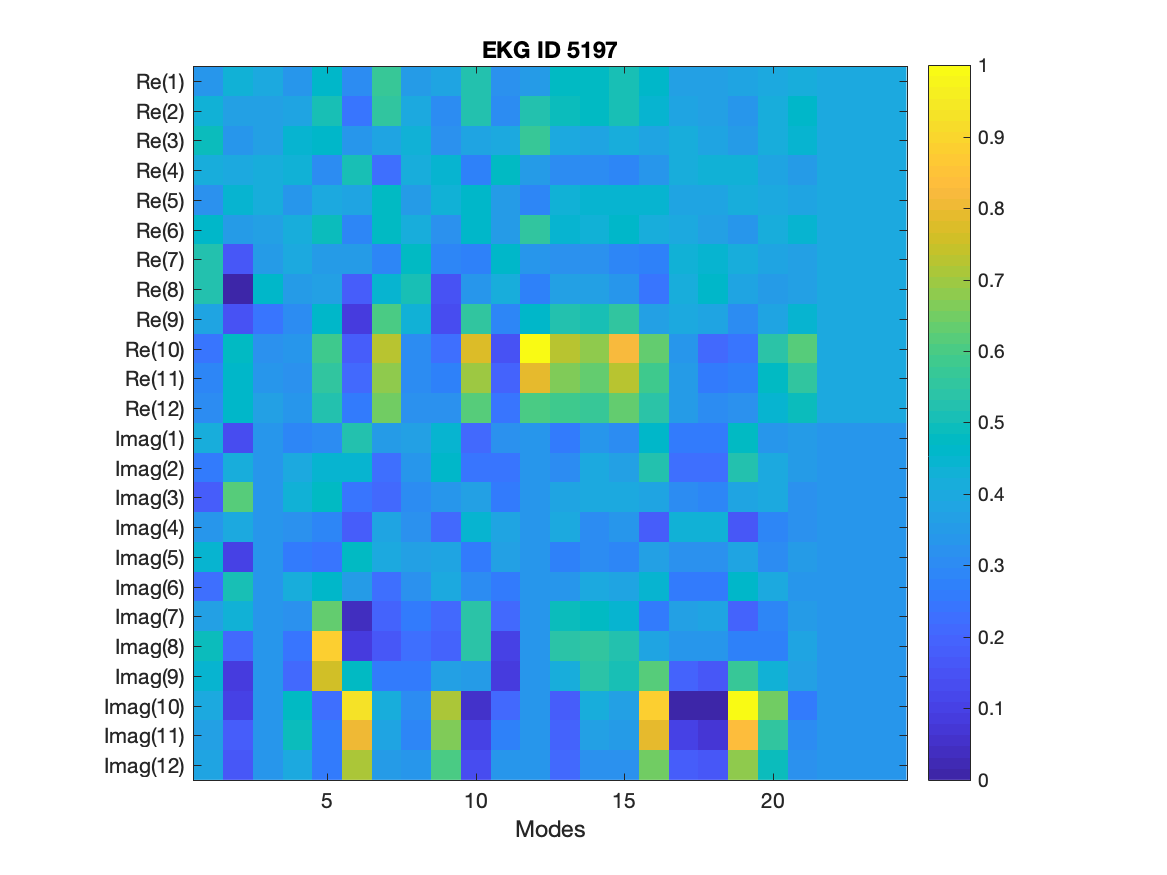 EKG ID 5197
Re(1)
Re(2)
Re(3)
Re(4)
Re(5)
Re(6)
Re(7)
Re(8)
Re(9)
Re(10)
Re(11)
Re(12)
Imag(1)
Imag(2)
Imag(3)
Imag(4)
Imag(5)
Imag(6)
Imag(7)
Imag(8)
Imag(9)
Imag(10)
Imag(11)
Imag(12)
5 10 15 20
Modes
1
0.9
0.8
0.7
0.6
0.5
0.4
0.3
0.2
0.1
0